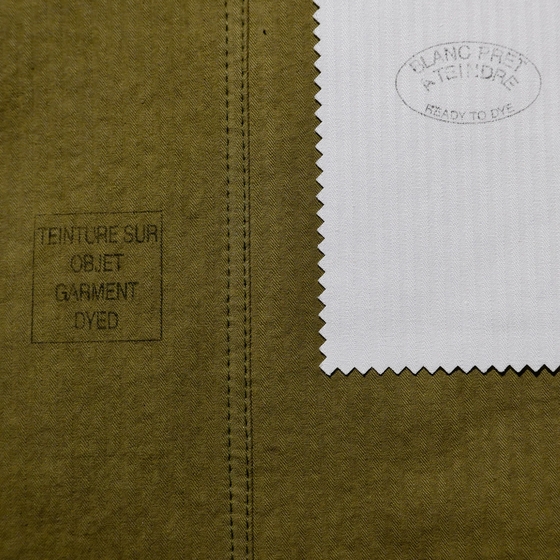 BLANC PRET
A TEINDRE
READY TO DYE
TEINTURE SUR
OBJET
GARMENT
DYED